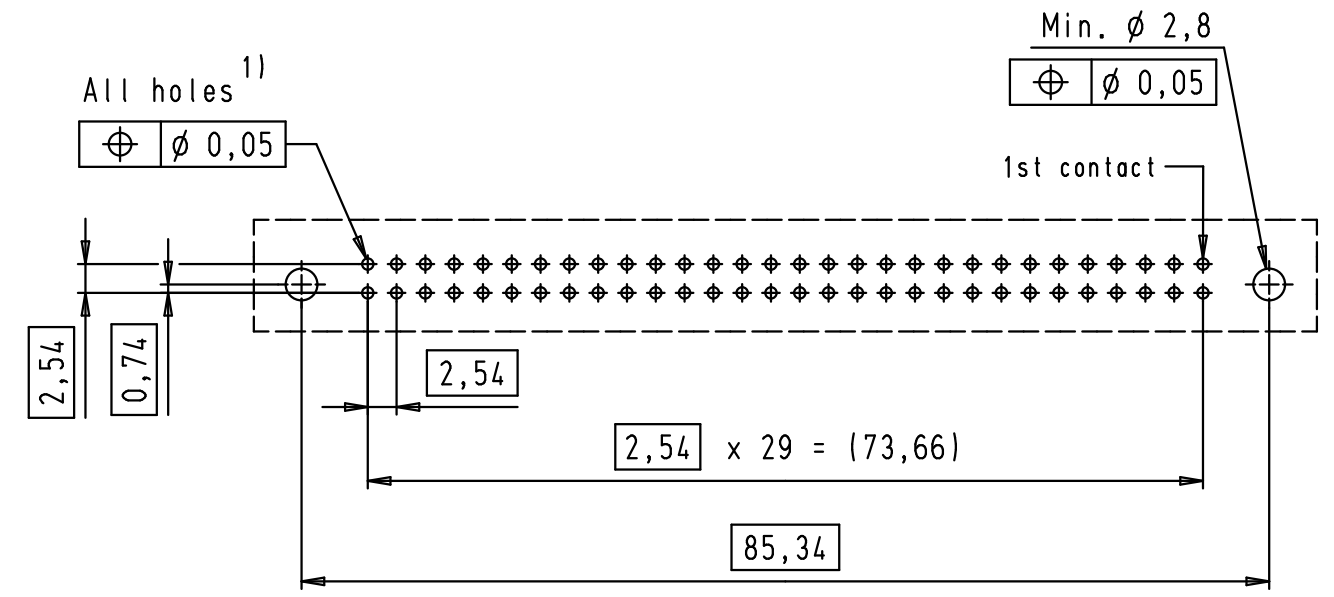 Min. ϕ 2,8
ϕ 0,05
All holes 1)
ϕ 0,05
1st contact
2,54
0,74
2,54
2,54 x 29 = (73,66)
85,34